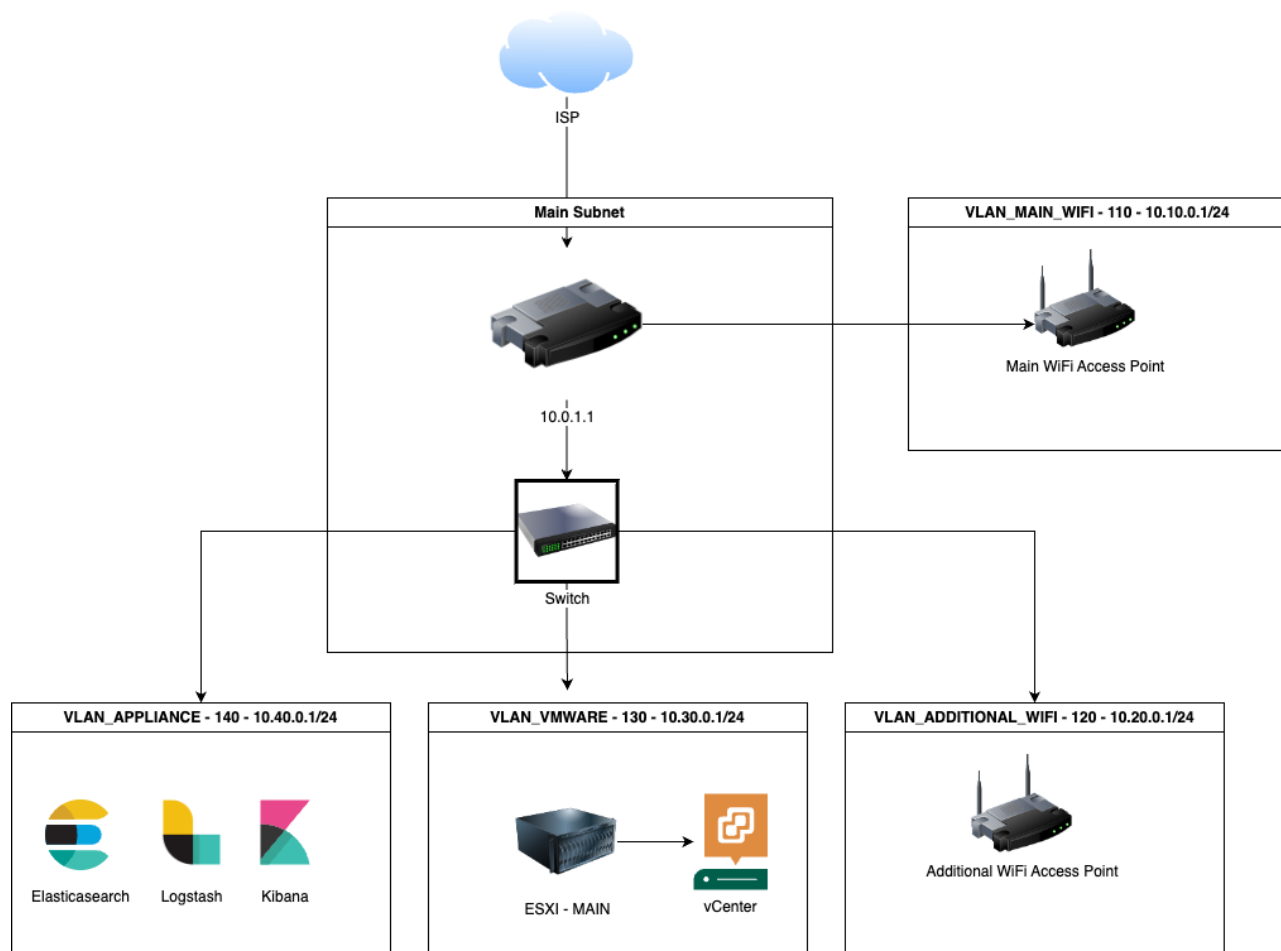 ISP
Main Subnet
VLAN_MAIN_WIFI - 110 - 10.10.0.1/24
Main WiFi Access Point
10.0.1.1
Switch
VLAN_APPLIANCE - 140 - 10.40.0.1/24
VLAN_VMWARE - 130 - 10.30.0.1/24
VLAN_ADDITIONAL_WIFI - 120 - 10.20.0.1/24
Elasticasearch
Logstash
Kibana
ESXI - MAIN
vCenter
Additional WiFi Access Point